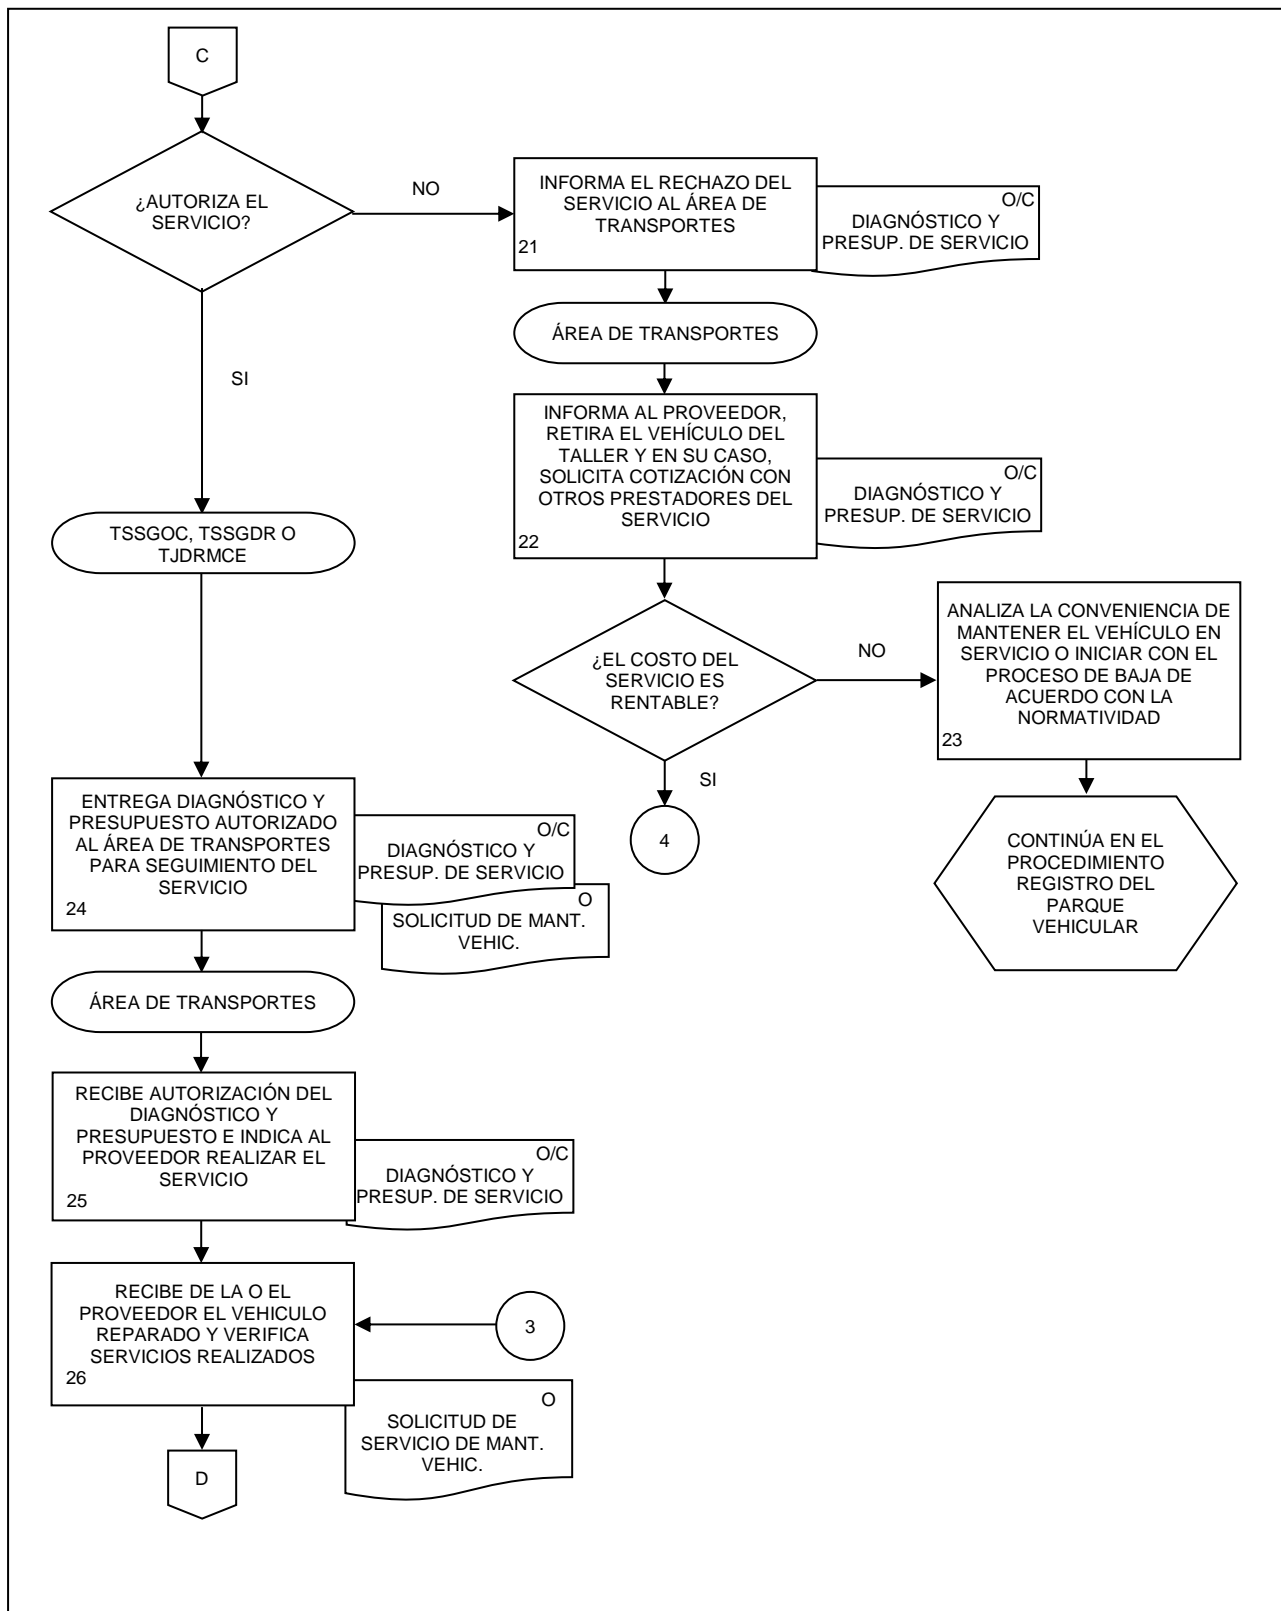 C
¿AUTORIZA EL
SERVICIO?
NO
INFORMA EL RECHAZO DEL
SERVICIO AL ÁREA DE
TRANSPORTES
21
O/C
DIAGNÓSTICO Y
PRESUP. DE SERVICIO
ÁREA DE TRANSPORTES
SI
INFORMA AL PROVEEDOR,
RETIRA EL VEHÍCULO DEL
TALLER Y EN SU CASO,
SOLICITA COTIZACIÓN CON
OTROS PRESTADORES DEL
SERVICIO
22
O/C
DIAGNÓSTICO Y
PRESUP. DE SERVICIO
TSSGOC, TSSGDR O
TJDRMCE
¿EL COSTO DEL
SERVICIO ES
RENTABLE?
NO
ANALIZA LA CONVENIENCIA DE
MANTENER EL VEHÍCULO EN
SERVICIO O INICIAR CON EL
PROCESO DE BAJA DE
ACUERDO CON LA
NORMATIVIDAD
23
SI
4
CONTINÚA EN EL
PROCEDIMIENTO
REGISTRO DEL
PARQUE
VEHICULAR
ENTREGA DIAGNÓSTICO Y
PRESUPUESTO AUTORIZADO
AL ÁREA DE TRANSPORTES
PARA SEGUIMIENTO DEL
SERVICIO
24
O/C
DIAGNÓSTICO Y
PRESUP. DE SERVICIO
O
SOLICITUD DE MANT.
VEHIC.
ÁREA DE TRANSPORTES
RECIBE AUTORIZACIÓN DEL
DIAGNÓSTICO Y
PRESUPUESTO E INDICA AL
PROVEEDOR REALIZAR EL
SERVICIO
25
O/C
DIAGNÓSTICO Y
PRESUP. DE SERVICIO
RECIBE DE LA O EL
PROVEEDOR EL VEHICULO
REPARADO Y VERIFICA
SERVICIOS REALIZADOS
26
3
O
SOLICITUD DE
SERVICIO DE MANT.
VEHIC.
D